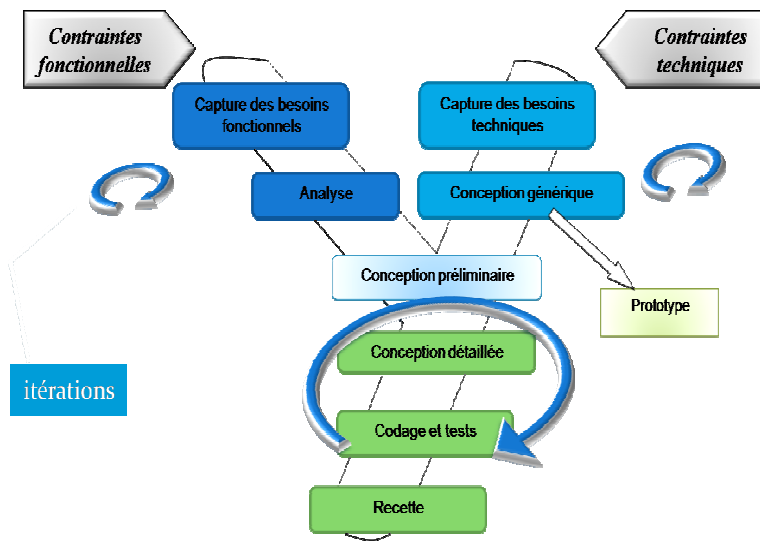 Contraintes
fonctionnelles
Contraintes
techniques
Capture des besoins
fonctionnels
Capture des besoins
techniques
Analyse
Conception générique
Conception préliminaire
Prototype
Conception détaillée
itérations
Codage et tests
Recette